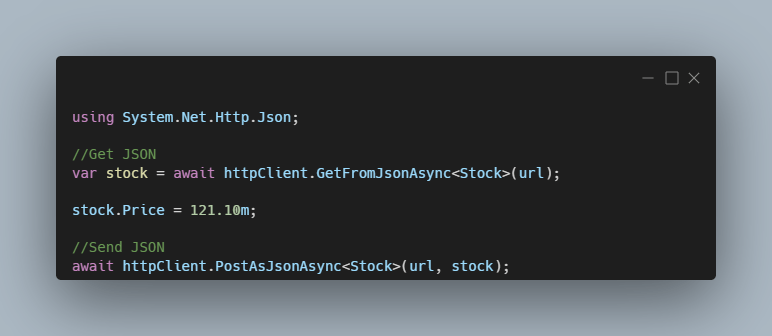 using System.Net.Http.Json;
//Get JSON
var stock = await httpClient.GetFromJsonAsync<Stock>(url);
stock.Price = 121.10m;
//Send JSON
await httpClient.PostAsJsonAsync<Stock>(url, stock);